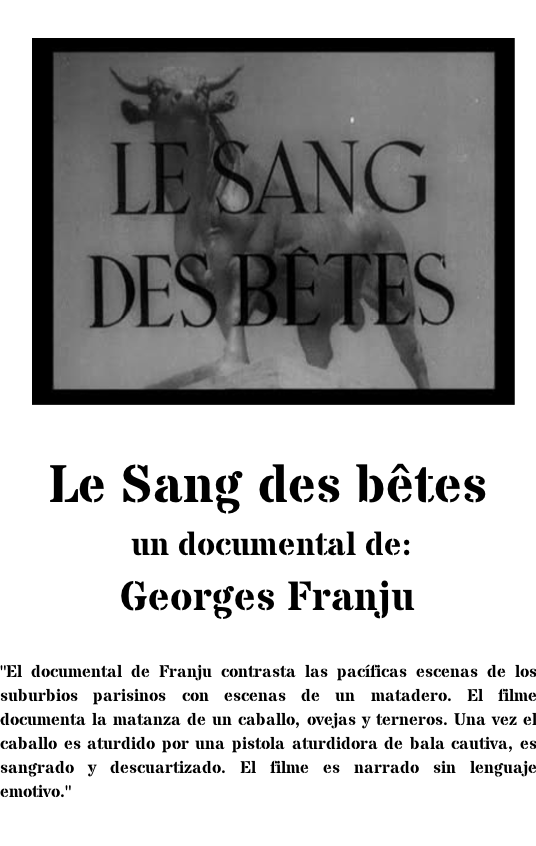 LE SANG
DES BÊTES
Le Sang des bêtes
un documental de:
Georges Franju
"El documental de Franju contrasta las pacíficas escenas de los
suburbios parisinos con escenas de un matadero. El filme
documenta la matanza de un caballo, ovejas y terneros. Una vez el
caballo es aturdido por una pistola aturdidora de bala cautiva, es
sangrado y descuartizado. El filme es narrado sin lenguaje
emotivo."